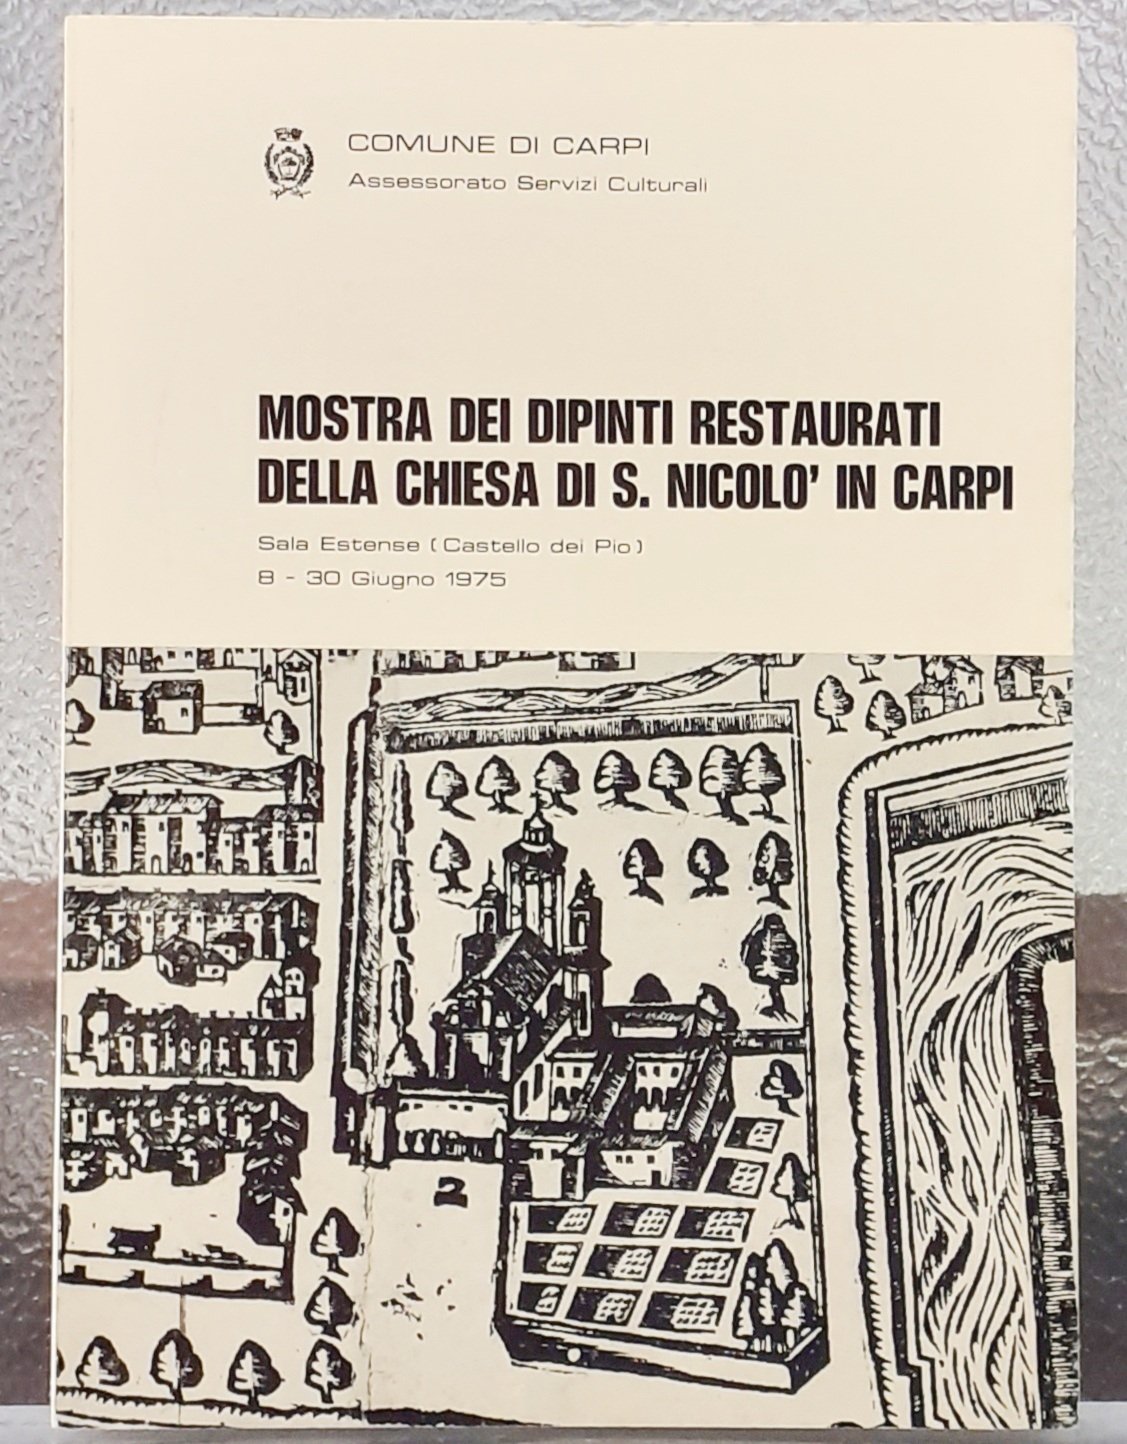 COMUNE DI CARPI
Assessorato Servizi Culturali
MOSTRA DEI DIPINTI RESTAURATI
DELLA CHIESA DI S. NICOLO' IN CARPI
Sala Estense (Castello dei Pio)
8 - 30 Giugno 1975
2